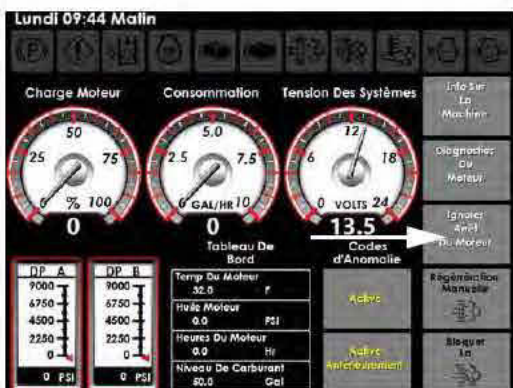 Lundi 09:44 Matin
Charge Moteur
Consommation
Tension Des Systèmes
50
25
75
0
%
100
0
5.0
2.5
7.5
0
GAL/HR
10
0
12
6
18
0
VOLTS
24
13.5
Info Sur
La
Machine
Diagnostics
Du
Moteur
Ignorer
Arrêt
Du Moteur
Régénération
Manuelle
Bloquer
La
DP A
9000
6750
4500
2250
0
0 PSI
DP B
9000
6750
4500
2250
0
0 PSI
Tableau De
Bord
Temp Du Moteur
32.0 F
Huile Moteur
0.0 PSI
Heures Du Moteur
0.0 Hr
Niveau De Carburant
50.0 Gal
Codes
d'Anomalie
Active
Active
Antérieurement